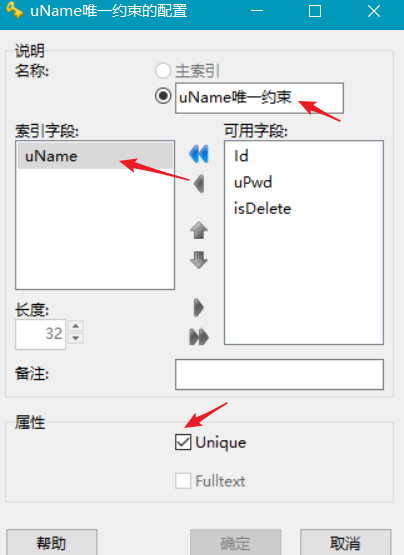 uName唯一约束的配置
说明
名称:
主索引
uName唯一约束
索引字段:
可用字段:
uName
Id
uPwd
isDelete
长度:
32
备注:
属性
Unique
Fulltext
帮助
确定
取消